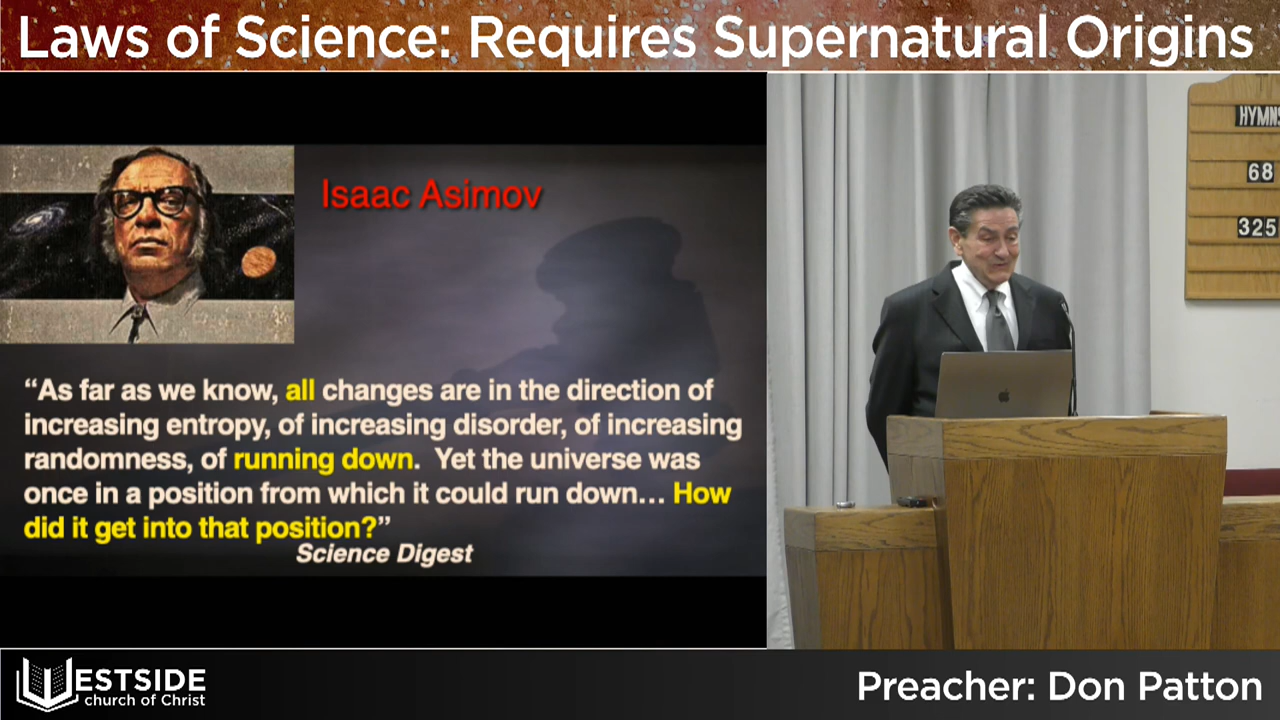 Laws of Science: Requires Supernatural Origins
Isaac Asimov
“As far as we know, all changes are in the direction of
increasing entropy, of increasing disorder, of increasing
randomness, of running down.  Yet the universe was
once in a position from which it could run down... How
did it get into that position?”
Science Digest
HYMNS
68
325
WESTSIDE
church of Christ
Preacher: Don Patton